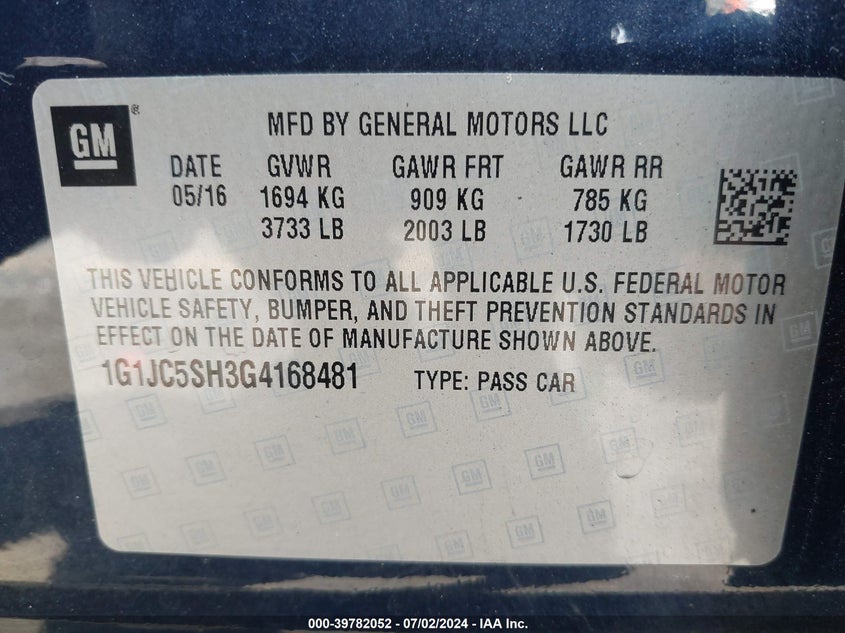 GM ®
MFD BY GENERAL MOTORS LLC
DATE GVWR GAWR FRT GAWR RR
05/16 1694 KG 909 KG 785 KG
3733 LB 2003 LB 1730 LB
THIS VEHICLE CONFORMS TO ALL APPLICABLE U.S. FEDERAL MOTOR
VEHICLE SAFETY, BUMPER, AND THEFT PREVENTION STANDARDS IN
EFFECT ON THE DATE OF MANUFACTURE SHOWN ABOVE.
1G1JC5SH3G4168481 TYPE: PASS CAR
000-39782052 - 07/02/2024 - IAA Inc.